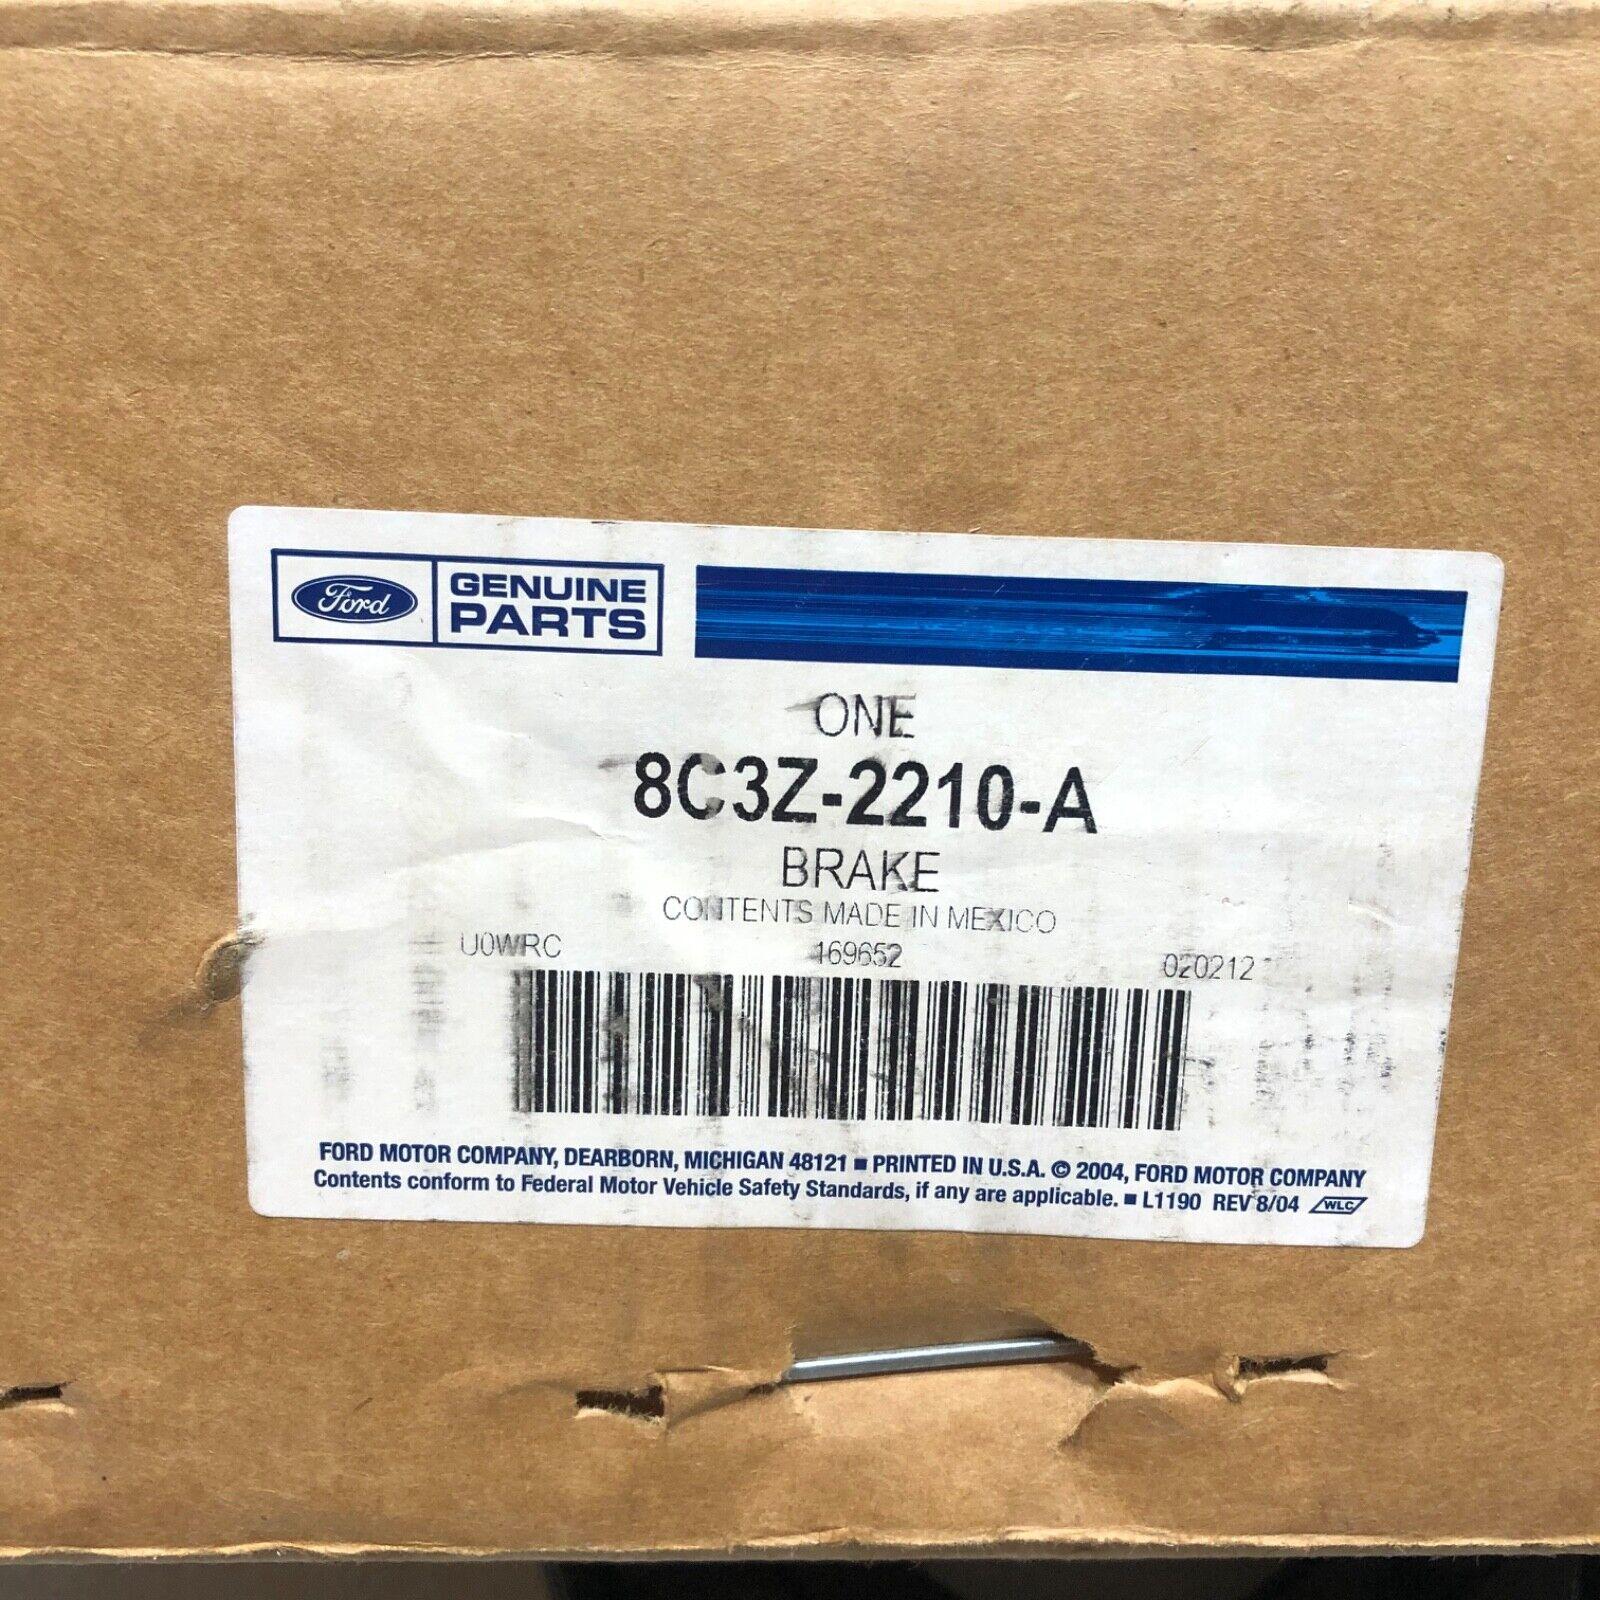 Ford GENUINE
PARTS
ONE
8C3Z-2210-A
BRAKE
CONTENTS MADE IN MEXICO
U0WRC 169652 020212
FORD MOTOR COMPANY, DEARBORN, MICHIGAN 48121 ■ PRINTED IN U.S.A. © 2004, FORD MOTOR COMPANY
Contents conform to Federal Motor Vehicle Safety Standards, if any are applicable. ■ L1190 REV 8/04 WLC